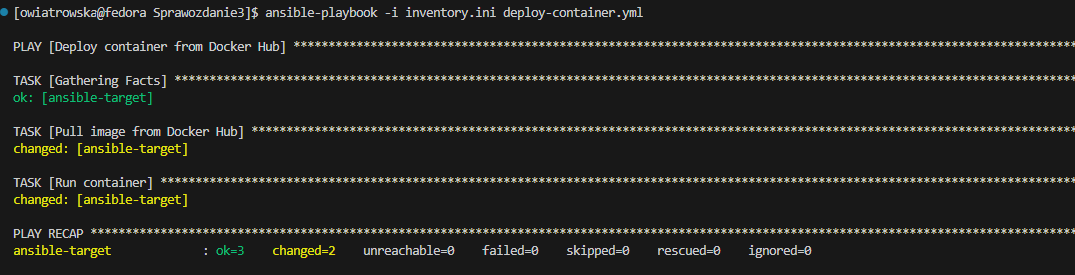 [owiatrowska@fedora Sprawozdanie3]$ ansible-playbook -i inventory.ini deploy-container.yml
PLAY [Deploy container from Docker Hub] ****************************************************************************************************************
TASK [Gathering Facts] *********************************************************************************************************************************
ok: [ansible-target]
TASK [Pull image from Docker Hub] **********************************************************************************************************************
changed: [ansible-target]
TASK [Run container] ***********************************************************************************************************************************
changed: [ansible-target]
PLAY RECAP *********************************************************************************************************************************************
ansible-target             : ok=3    changed=2    unreachable=0    failed=0    skipped=0    rescued=0    ignored=0